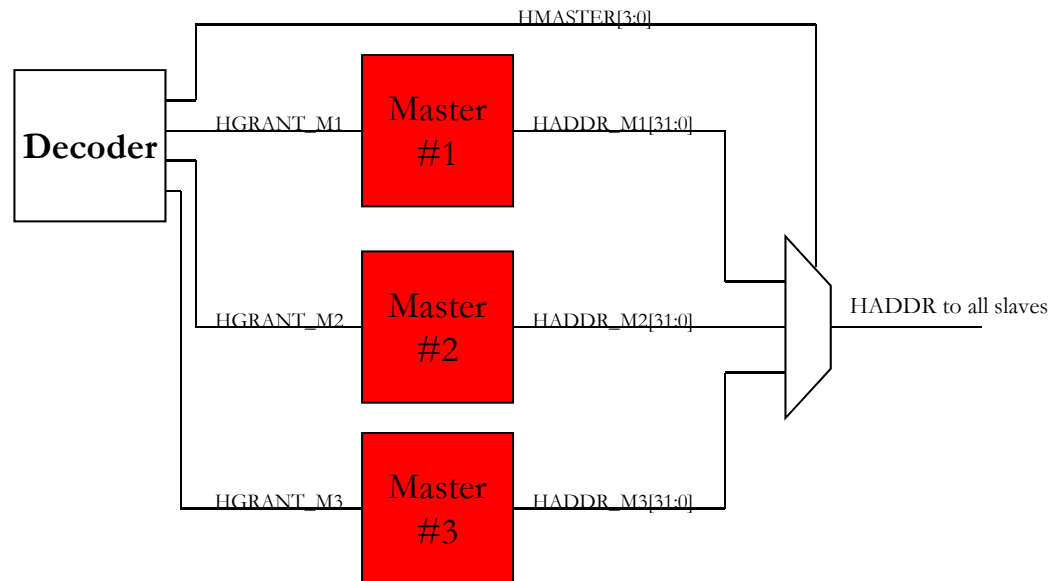 HMASTER[3:0]
Decoder
HGRANT_M1
Master
#1
HADDR_M1[31:0]
HGRANT_M2
Master
#2
HADDR_M2[31:0]
HADDR to all slaves
HGRANT_M3
Master
#3
HADDR_M3[31:0]